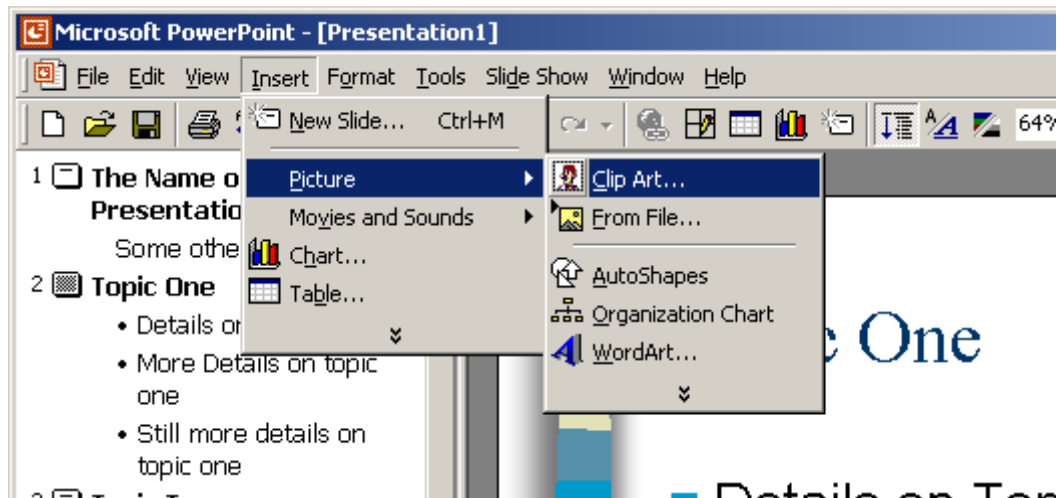 Microsoft PowerPoint - [Presentation1]
File Edit View Insert Format Tools Slide Show Window Help
64%
New Slide... Ctrl+M
Picture
Movies and Sounds
Chart...
Table...
Clip Art...
From File...
AutoShapes
Organization Chart
WordArt...
1 The Name o
Presentatio
Some othe
2 Topic One
• Details or
• More Details on topic
one
• Still more details on
topic one
One
Details on